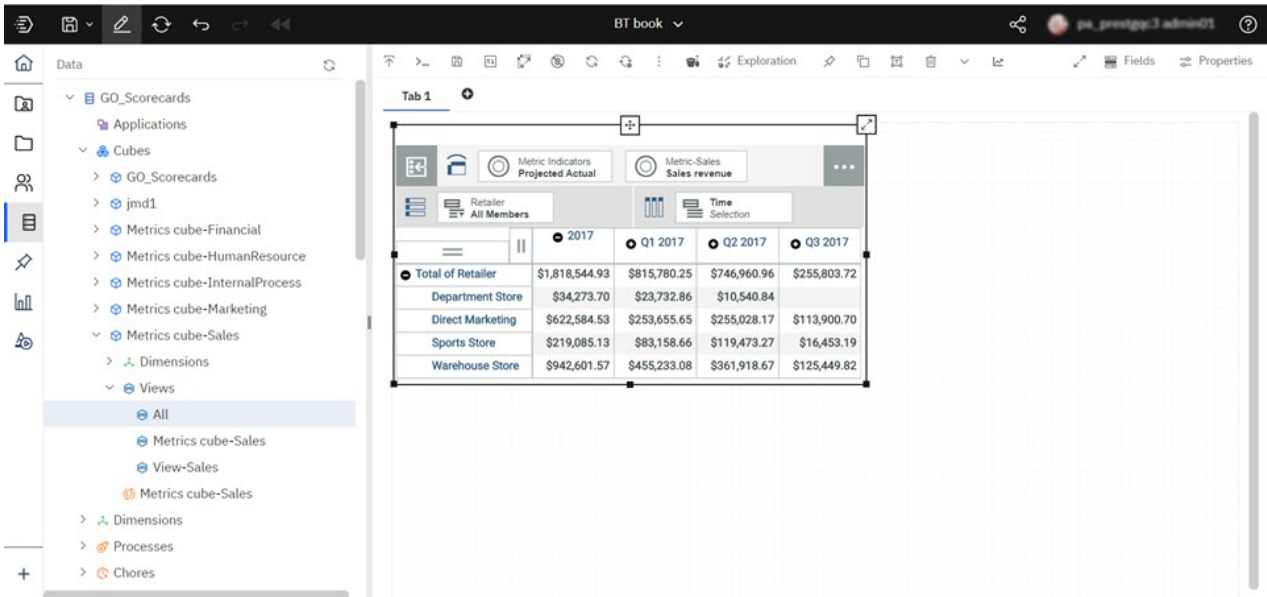 BT book
pa_prestgqc3 admin01
Data
Exploration
Fields
Properties
GO_Scorecards
Applications
Cubes
GO_Scorecards
jmd1
Metrics cube-Financial
Metrics cube-HumanResource
Metrics cube-InternalProcess
Metrics cube-Marketing
Metrics cube-Sales
Dimensions
Views
All
Metrics cube-Sales
View-Sales
Metrics cube-Sales
Dimensions
Processes
Chores
Tab 1
Metric Indicators
Projected Actual
Metric-Sales
Sales revenue
Retailer
All Members
Time
Selection
2017 Q1 2017 Q2 2017 Q3 2017
Total of Retailer $1,818,544.93 $815,780.25 $746,960.96 $255,803.72
Department Store $34,273.70 $23,732.86 $10,540.84
Direct Marketing $622,584.53 $253,655.65 $255,028.17 $113,900.70
Sports Store $219,085.13 $83,158.66 $119,473.27 $16,453.19
Warehouse Store $942,601.57 $455,233.08 $361,918.67 $125,449.82